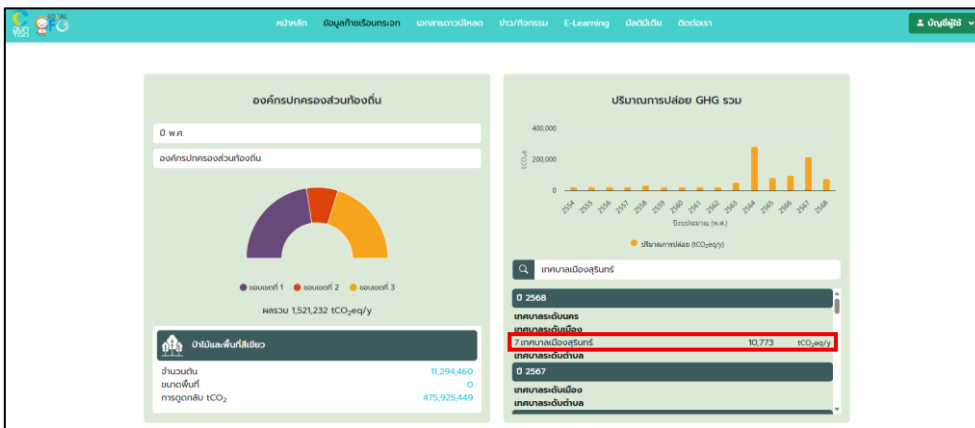 อบก
TGO
LOCAL
CFO
หน้าหลัก ข้อมูลก๊าซเรือนกระจก เอกสารดาวน์โหลด ข่าว/กิจกรรม E-Learning มัลติมีเดีย ติดต่อเรา
บัญชีผู้ใช้
องค์กรปกครองส่วนท้องถิ่น
ปี พ.ศ.
องค์กรปกครองส่วนท้องถิ่น
ขอบเขตที่ 1 ขอบเขตที่ 2 ขอบเขตที่ 3
ผลรวม 1,521,232 tCO₂eq/y
ป่าไม้และพื้นที่สีเขียว
จำนวนต้น 11,294,460
ขนาดพื้นที่ 0
การดูดกลับ tCO₂ 475,925,449
ปริมาณการปล่อย GHG รวม
400,000
200,000
0
tCO₂e
2554 2555 2556 2557 2558 2559 2560 2561 2562 2563 2564 2565 2566 2567 2568
ปีงบประมาณ (พ.ศ.)
ปริมาณการปล่อย (tCO₂eq/y)
เทศบาลเมืองสุรินทร์
ปี 2568
เทศบาลระดับนคร
เทศบาลระดับเมือง
7.เทศบาลเมืองสุรินทร์ 10,773 tCO₂eq/y
เทศบาลระดับตำบล
ปี 2567
เทศบาลระดับเมือง
เทศบาลระดับตำบล